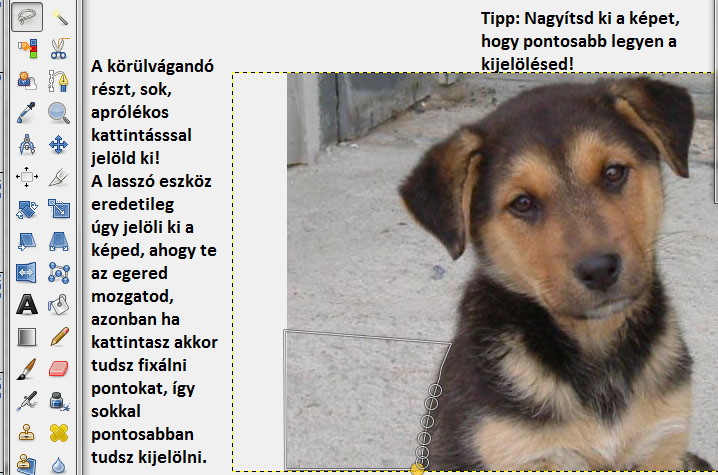 Tipp: Nagyítsd ki a képet,
hogy pontosabb legyen a
kijelölésed!
A körülvágandó
részt, sok,
aprólékos
kattintásssal
jelöld ki!
A lasszó eszköz
eredetileg
úgy jelöli ki a
képed, ahogy te
az egered
mozgatod,
azonban ha
kattintasz akkor
tudsz fixálni
pontokat, így
sokkal
pontosabban
tudsz kijelölni.